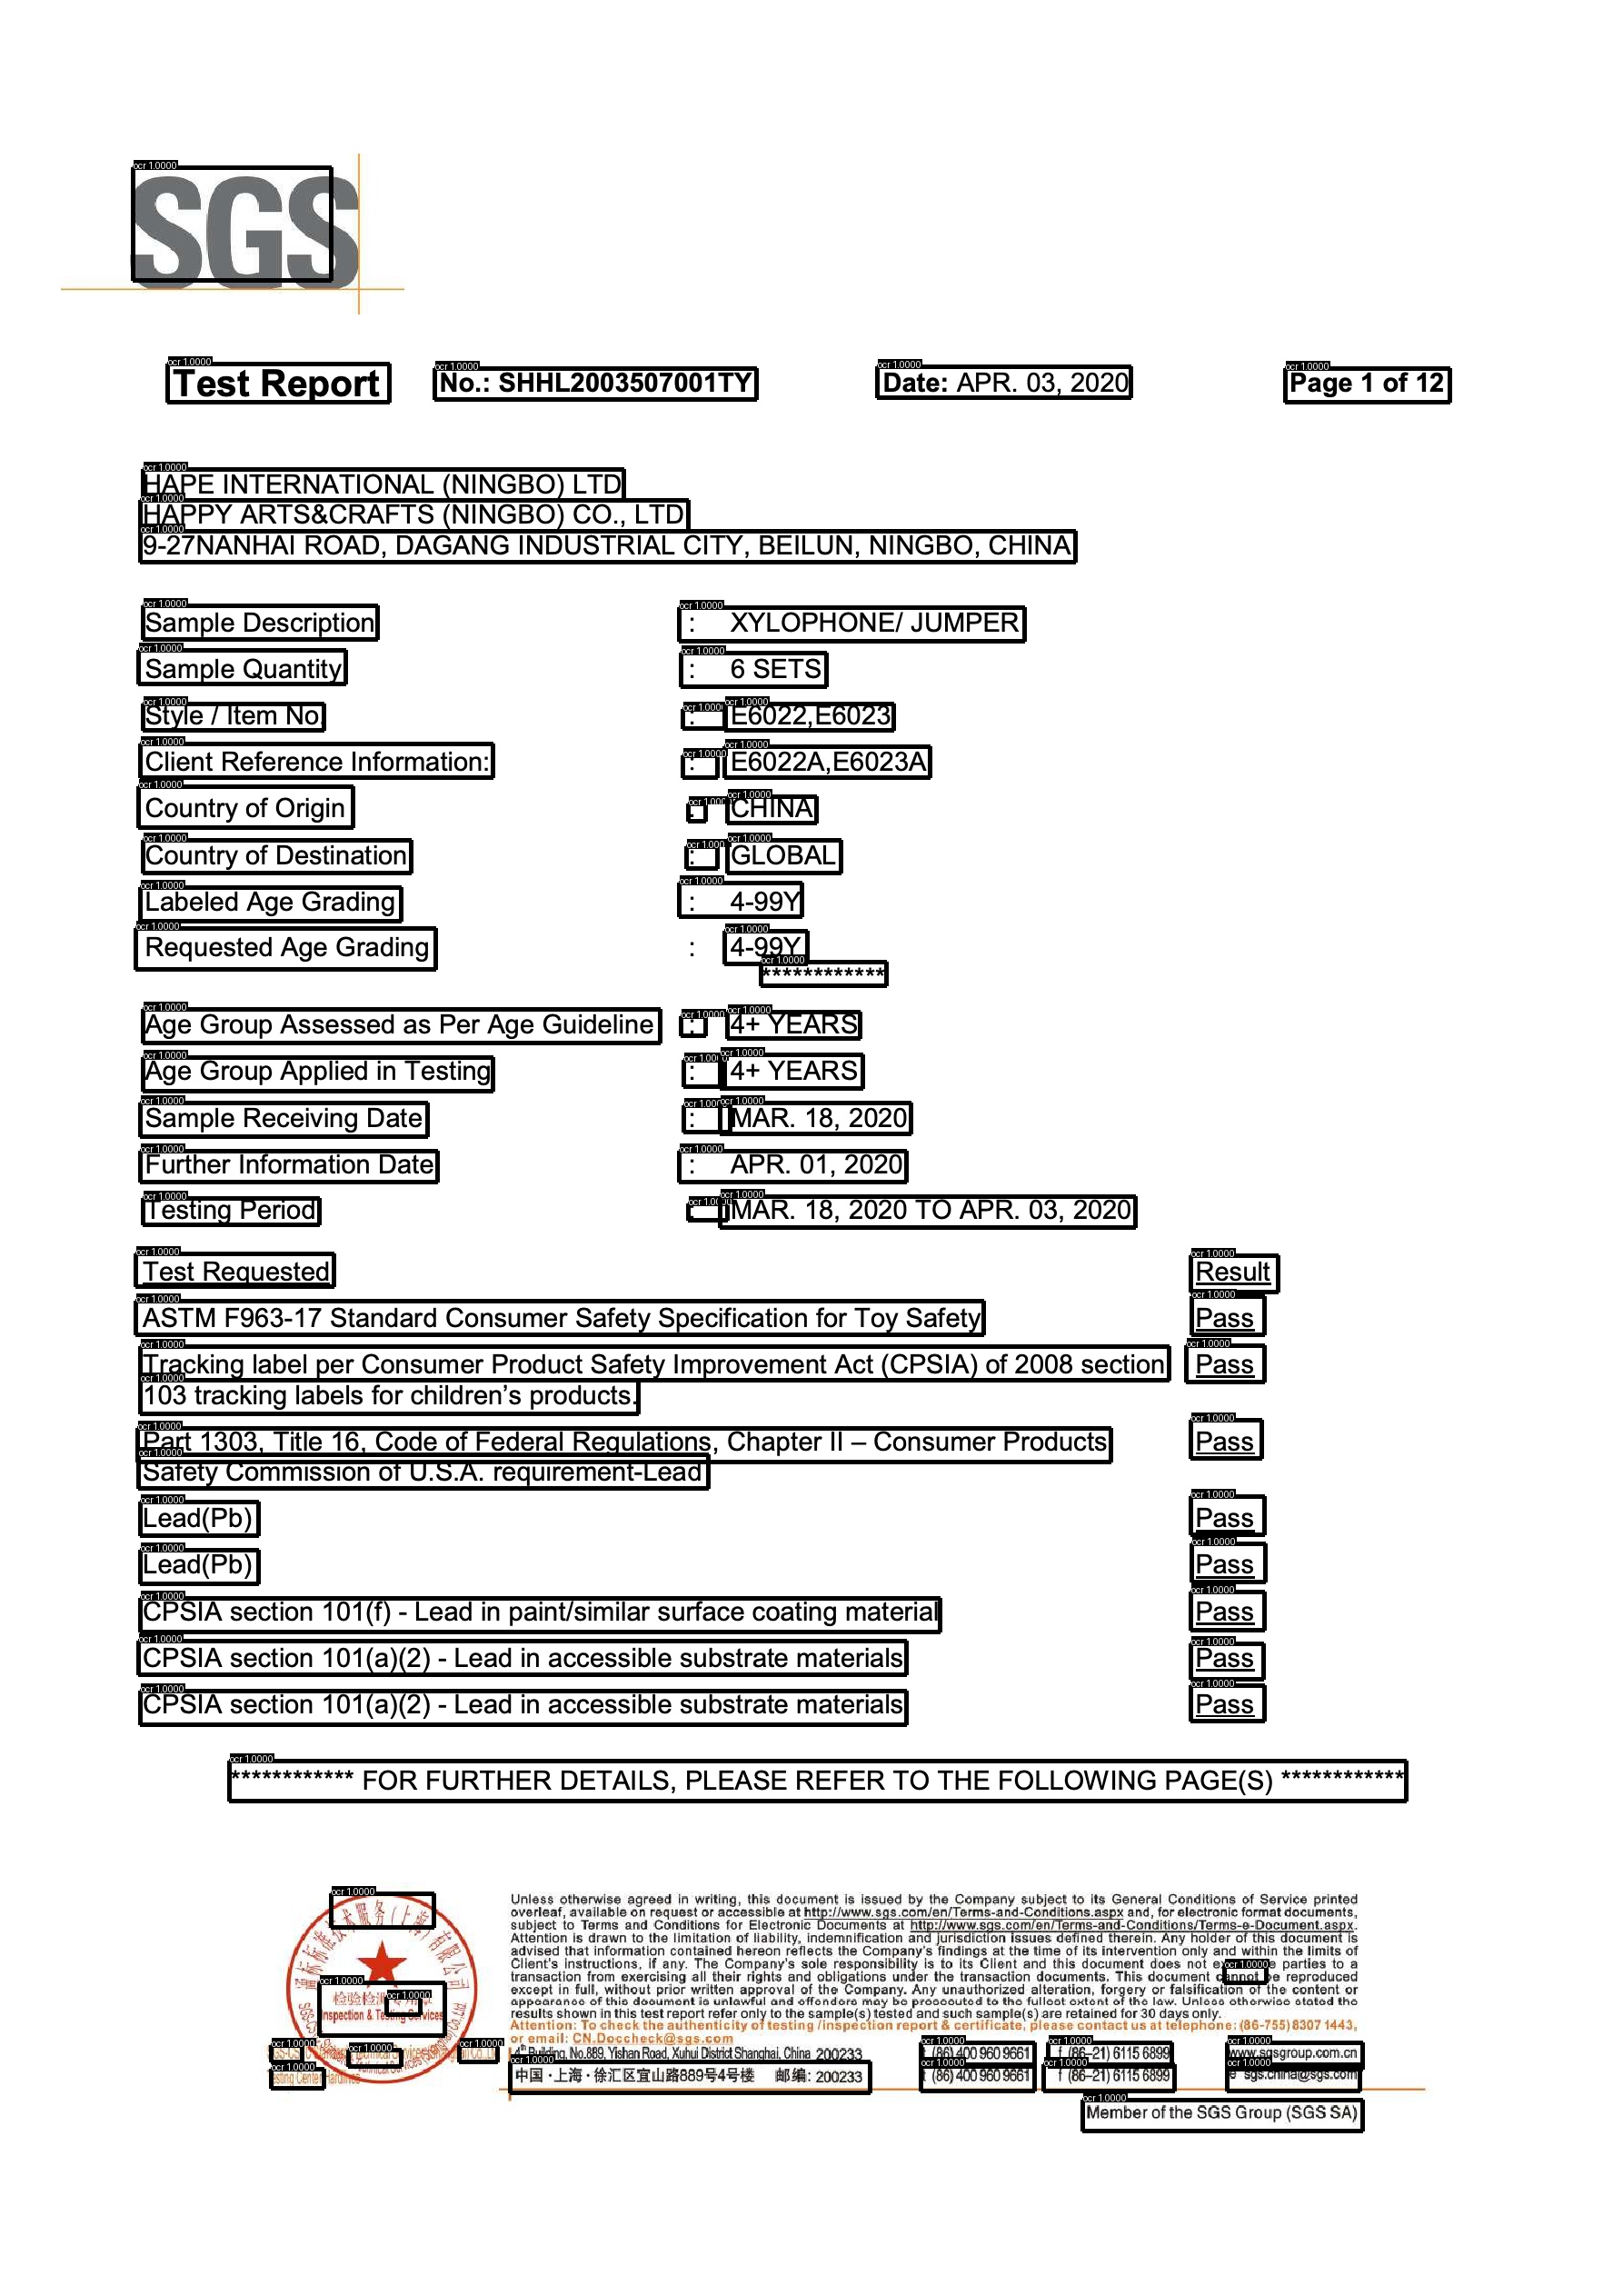 SGS
Test Report No.: SHHL2003507001TY Date: APR. 03, 2020 Page 1 of 12
HAPE INTERNATIONAL (NINGBO) LTD
HAPPY ARTS&CRAFTS (NINGBO) CO., LTD
9-27NANHAI ROAD, DAGANG INDUSTRIAL CITY, BEILUN, NINGBO, CHINA
Sample Description : XYLOPHONE/ JUMPER
Sample Quantity : 6 SETS
Style / Item No : E6022,E6023
Client Reference Information: : E6022A,E6023A
Country of Origin : CHINA
Country of Destination : GLOBAL
Labeled Age Grading : 4-99Y
Requested Age Grading : 4-99Y
************
Age Group Assessed as Per Age Guideline : 4+ YEARS
Age Group Applied in Testing : 4+ YEARS
Sample Receiving Date : MAR. 18, 2020
Further Information Date : APR. 01, 2020
Testing Period : MAR. 18, 2020 TO APR. 03, 2020
Test Requested Result
ASTM F963-17 Standard Consumer Safety Specification for Toy Safety Pass
Tracking label per Consumer Product Safety Improvement Act (CPSIA) of 2008 section Pass
103 tracking labels for children's products.
Part 1303, Title 16, Code of Federal Regulations, Chapter II – Consumer Products Pass
Safety Commission of U.S.A. requirement-Lead
Lead(Pb) Pass
Lead(Pb) Pass
CPSIA section 101(f) - Lead in paint/similar surface coating material Pass
CPSIA section 101(a)(2) - Lead in accessible substrate materials Pass
CPSIA section 101(a)(2) - Lead in accessible substrate materials Pass
************ FOR FURTHER DETAILS, PLEASE REFER TO THE FOLLOWING PAGE(S) ************
Unless otherwise agreed in writing, this document is issued by the Company subject to its General Conditions of Service printed
overleaf, available on request or accessible at http://www.sgs.com/en/Terms-and-Conditions.aspx and, for electronic format documents,
subject to Terms and Conditions for Electronic Documents at http://www.sgs.com/en/Terms-and-Conditions/Terms-e-Document.aspx.
Attention is drawn to the limitation of liability, indemnification and jurisdiction issues defined therein. Any holder of this document is
advised that information contained hereon reflects the Company's findings at the time of its intervention only and within the limits of
Client's instructions, if any. The Company's sole responsibility is to its Client and this document does not parties to a
transaction from exercising all their rights and obligations under the transaction documents. This document cannot be reproduced
except in full, without prior written approval of the Company. Any unauthorized alteration, forgery or falsification of the content or
appearance of this document is unlawful and offenders may be prosecuted to the fullest extent of the law. Unless otherwise stated the
results shown in this test report refer only to the sample(s) tested and such sample(s) are retained for 30 days only.
Attention: To check the authenticity of testing /inspection report & certificate, please contact us at telephone: (86-755) 8307 1443,
or email: CN.Doccheck@sgs.com
Inspection & Testing Services
4th Building, No.889, Yishan Road, Xuhui District Shanghai, China 200233 t (86) 400 960 9661 f (86–21) 6115 6899 www.sgsgroup.com.cn
中国·上海·徐汇区宜山路889号4号楼 邮编: 200233 t (86) 400 960 9661 f (86–21) 6115 6899 e sgs.china@sgs.com
Member of the SGS Group (SGS SA)